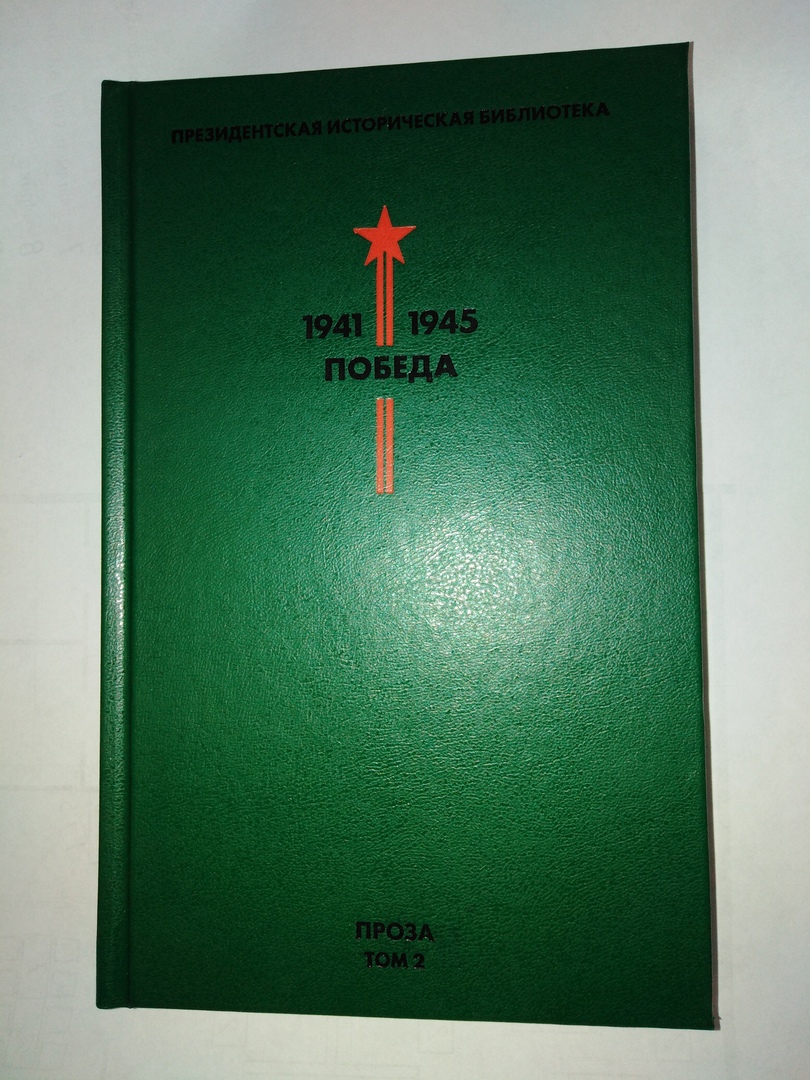 ПРЕЗИДЕНТСКАЯ ИСТОРИЧЕСКАЯ БИБЛИОТЕКА
1941 1945
ПОБЕДА
ПРОЗА
ТОМ 2